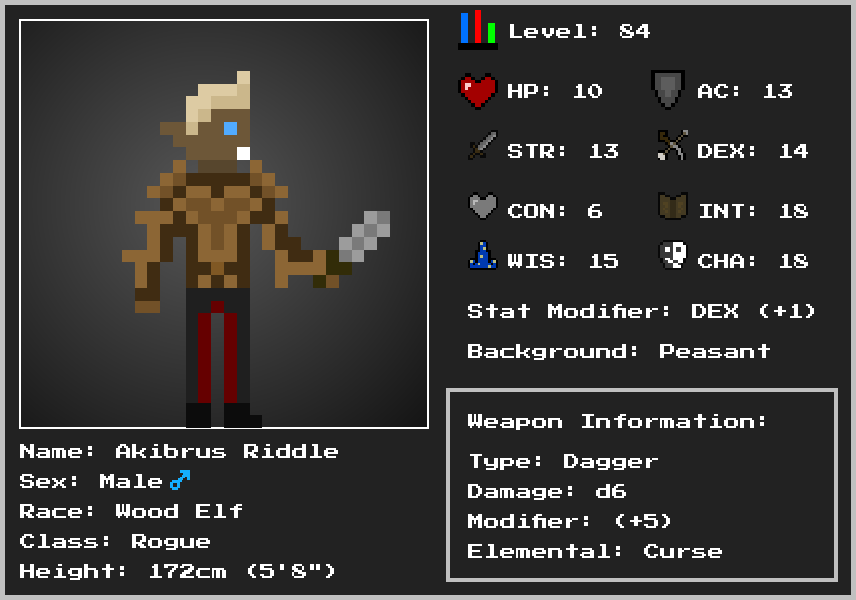 Level: 84
HP: 10 AC: 13
STR: 13 DEX: 14
CON: 6 INT: 18
WIS: 15 CHA: 18
Stat Modifier: DEX (+1)
Background: Peasant
Weapon Information:
Type: Dagger
Damage: d6
Modifier: (+5)
Elemental: Curse
Name: Akibrus Riddle
Sex: Male ♂
Race: Wood Elf
Class: Rogue
Height: 172cm (5'8")